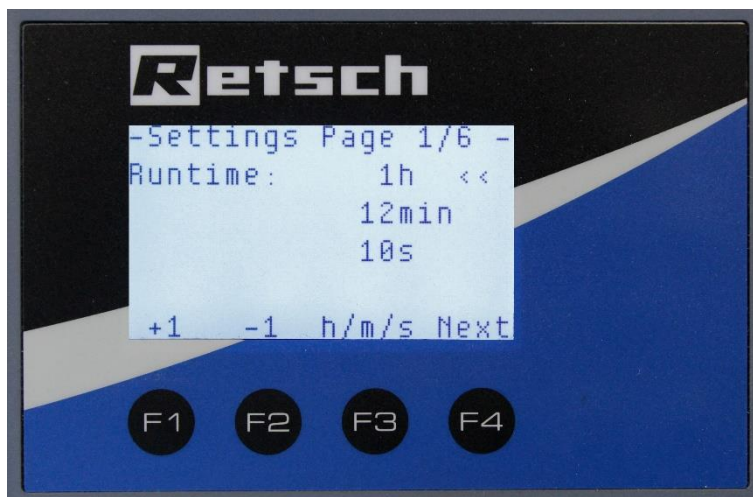 Retsch
-Settings Page 1/6 -
Runtime: 1h <<
12min
10s
+1 -1 h/m/s Next
F1 F2 F3 F4